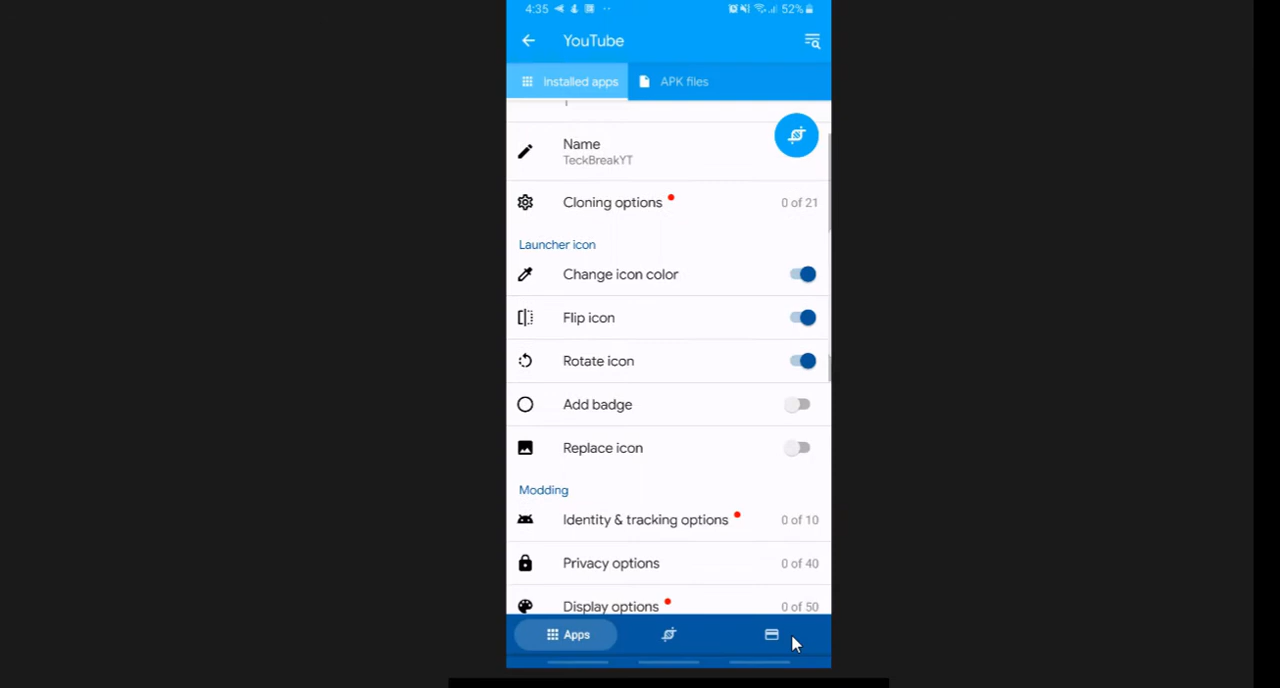 4:35
52%
YouTube
Installed apps
APK files
Name
TeckBreakYT
Cloning options
0 of 21
Launcher icon
Change icon color
Flip icon
Rotate icon
Add badge
Replace icon
Modding
Identity & tracking options
0 of 10
Privacy options
0 of 40
Display options
0 of 50
Apps